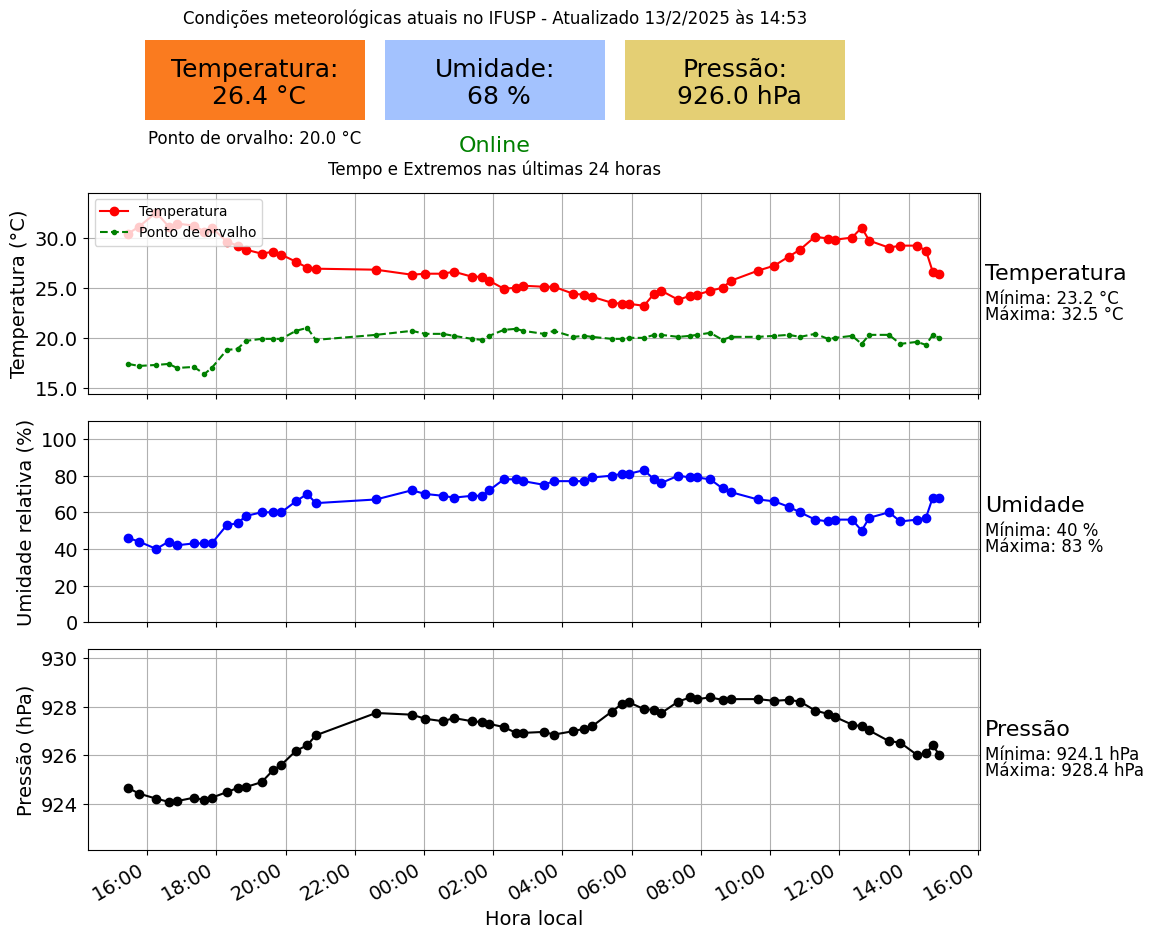 Condições meteorológicas atuais no IFUSP - Atualizado 13/2/2025 às 14:53
Temperatura:
26.4 °C
Umidade:
68 %
Pressão:
926.0 hPa
Ponto de orvalho: 20.0 °C
Online
Tempo e Extremos nas últimas 24 horas
Temperatura (°C)
30.0
25.0
20.0
15.0
Temperatura
Ponto de orvalho
Temperatura
Mínima: 23.2 °C
Máxima: 32.5 °C
Umidade relativa (%)
100
80
60
40
20
0
Umidade
Mínima: 40 %
Máxima: 83 %
Pressão (hPa)
930
928
926
924
Pressão
Mínima: 924.1 hPa
Máxima: 928.4 hPa
16:00 18:00 20:00 22:00 00:00 02:00 04:00 06:00 08:00 10:00 12:00 14:00 16:00
Hora local